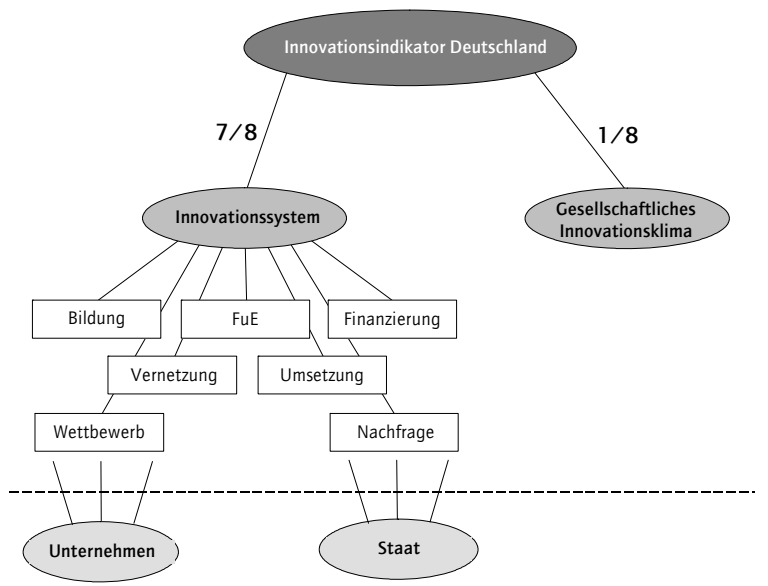 Innovationsindikator Deutschland
7/8
1/8
Innovationssystem
Gesellschaftliches
Innovationsklima
Bildung
FuE
Finanzierung
Vernetzung
Umsetzung
Wettbewerb
Nachfrage
Unternehmen
Staat